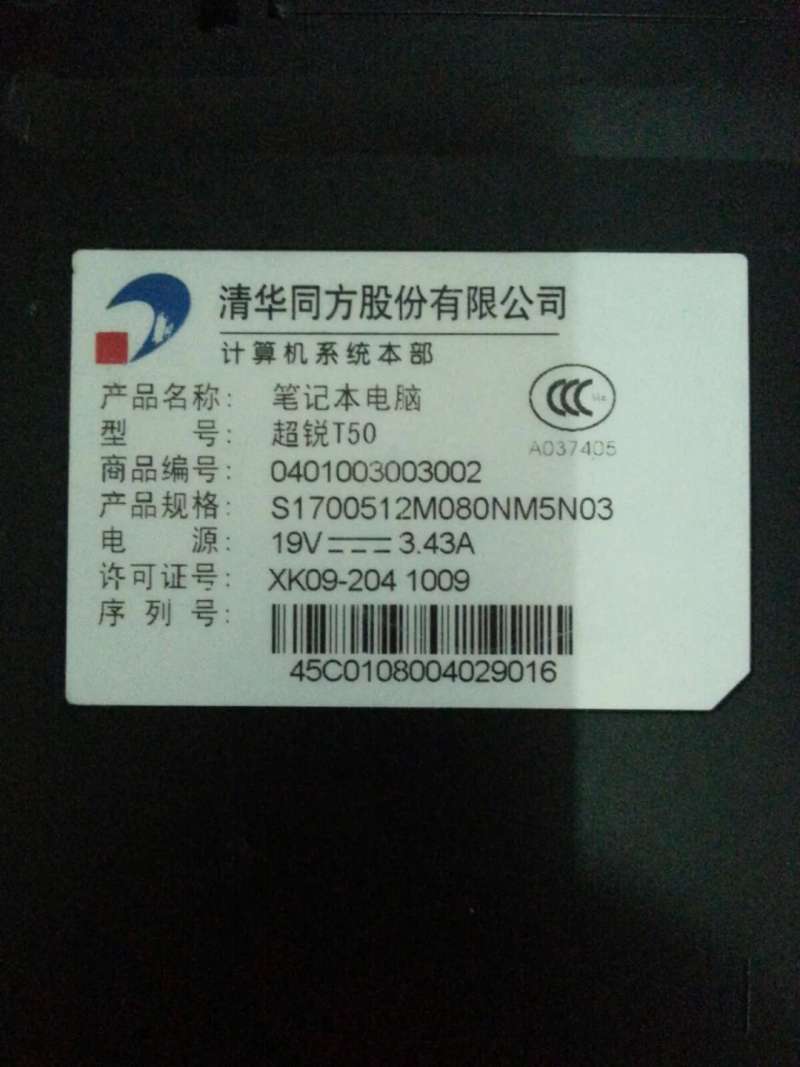 清华同方股份有限公司
计算机系统本部
产品名称: 笔记本电脑
型 号: 超锐T50
A037405
商品编号: 0401003003002
产品规格: S1700512M080NM5N03
电 源: 19V⎓3.43A
许可证号: XK09-204 1009
序 列 号:
45C0108004029016